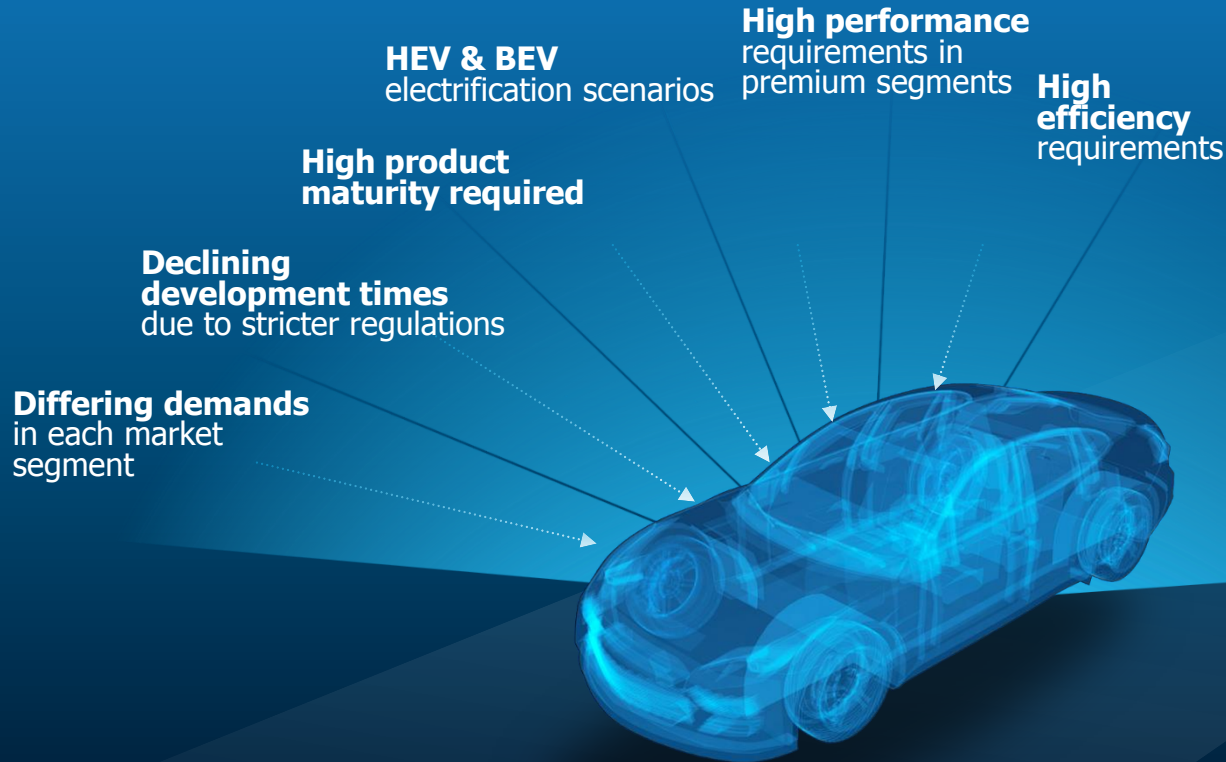 High performance
requirements in
premium segments
HEV & BEV
electrification scenarios
High
efficiency
requirements
High product
maturity required
Declining
development times
due to stricter regulations
Differing demands
in each market
segment